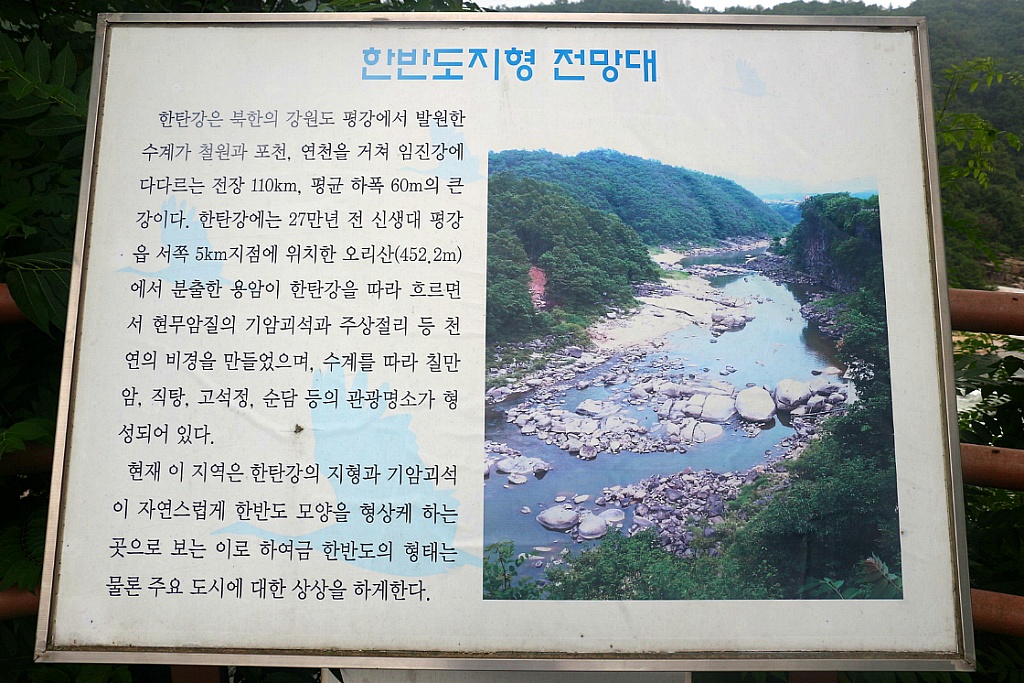 한반도지형 전망대
한탄강은 북한의 강원도 평강에서 발원한
수계가 철원과 포천, 연천을 거쳐 임진강에
다다르는 전장 110km, 평균 하폭 60m의 큰
강이다. 한탄강에는 27만년 전 신생대 평강
읍 서쪽 5km지점에 위치한 오리산(452.2m)
에서 분출한 용암이 한탄강을 따라 흐르면
서 현무암질의 기암괴석과 주상절리 등 천
연의 비경을 만들었으며, 수계를 따라 칠만
암, 직탕, 고석정, 순담 등의 관광명소가 형
성되어 있다.
현재 이 지역은 한탄강의 지형과 기암괴석
이 자연스럽게 한반도 모양을 형상케 하는
곳으로 보는 이로 하여금 한반도의 형태는
물론 주요 도시에 대한 상상을 하게한다.